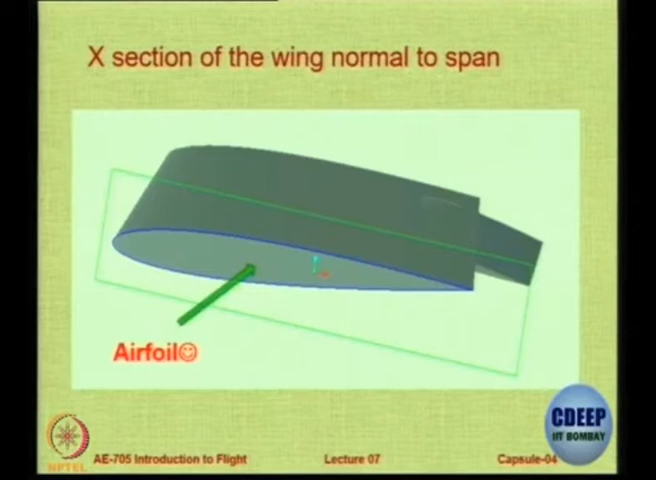 X section of the wing normal to span
Airfoil☺
CDEEP
IIT BOMBAY
NPTEL
AE-705 Introduction to Flight Lecture 07 Capsule-04